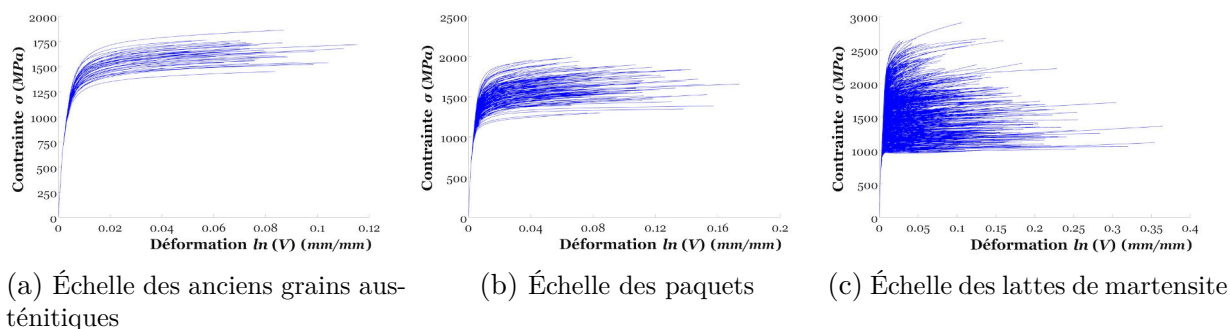 Contrainte σ (MPa)
2000
1750
1500
1250
1000
750
500
250
0
0 0.02 0.04 0.06 0.08 0.1 0.12
Déformation ln (V) (mm/mm)
(a) Échelle des anciens grains aus-
ténitiques
Contrainte σ (MPa)
2500
2000
1500
1000
500
0
0 0.04 0.08 0.12 0.16 0.2
Déformation ln (V) (mm/mm)
(b) Échelle des paquets
Contrainte σ (MPa)
3000
2500
2000
1500
1000
500
0
0 0.05 0.1 0.15 0.2 0.25 0.3 0.35 0.4
Déformation ln (V) (mm/mm)
(c) Échelle des lattes de martensite